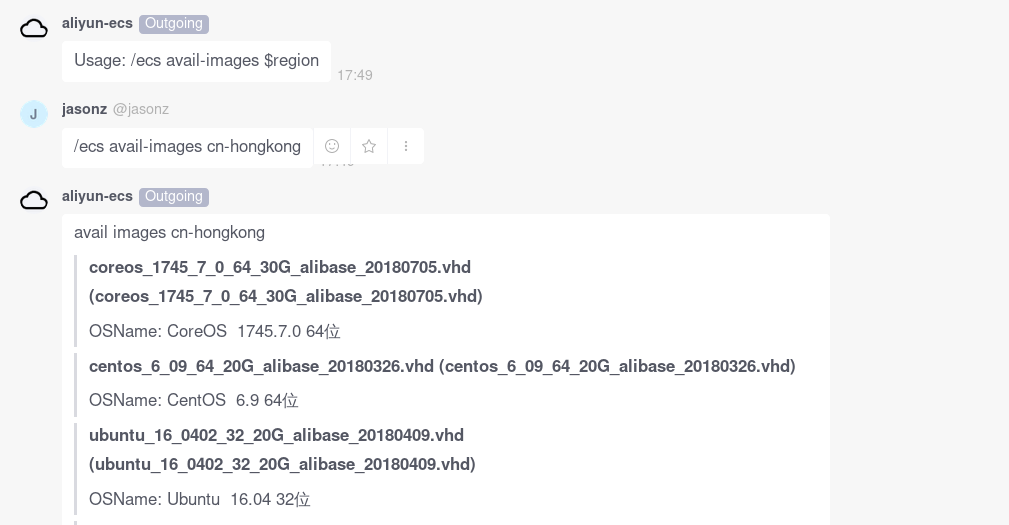 aliyun-ecs Outgoing
Usage: /ecs avail-images $region
17:49
J
jasonz @jasonz
/ecs avail-images cn-hongkong
aliyun-ecs Outgoing
avail images cn-hongkong
coreos_1745_7_0_64_30G_alibase_20180705.vhd
(coreos_1745_7_0_64_30G_alibase_20180705.vhd)
OSName: CoreOS  1745.7.0 64位
centos_6_09_64_20G_alibase_20180326.vhd (centos_6_09_64_20G_alibase_20180326.vhd)
OSName: CentOS  6.9 64位
ubuntu_16_0402_32_20G_alibase_20180409.vhd
(ubuntu_16_0402_32_20G_alibase_20180409.vhd)
OSName: Ubuntu  16.04 32位